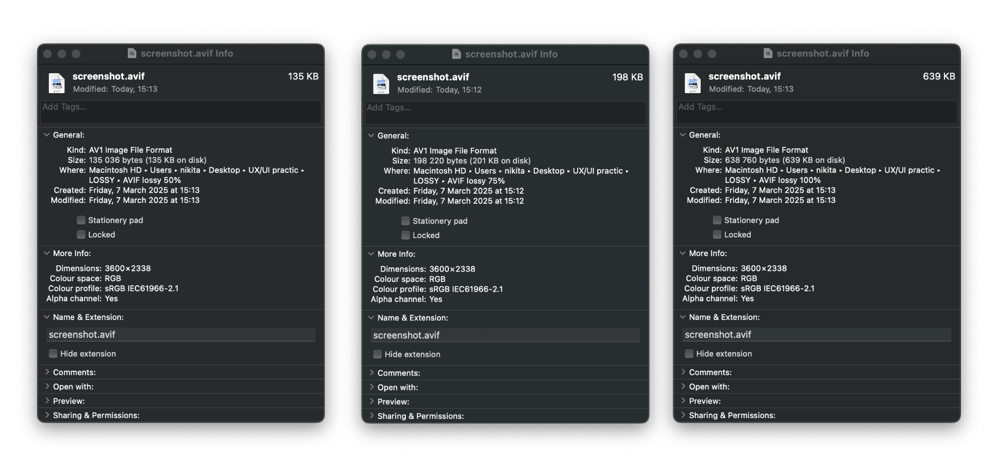 screenshot.avif Info
screenshot.avif
135 KB
Modified: Today, 15:13
Add Tags...
General:
Kind: AV1 Image File Format
Size: 135 036 bytes (135 KB on disk)
Where: Macintosh HD ▸ Users ▸ nikita ▸ Desktop ▸ UX/UI practic ▸
LOSSY ▸ AVIF lossy 50%
Created: Friday, 7 March 2025 at 15:13
Modified: Friday, 7 March 2025 at 15:13
Stationery pad
Locked
More Info:
Dimensions: 3600×2338
Colour space: RGB
Colour profile: sRGB IEC61966-2.1
Alpha channel: Yes
Name & Extension:
screenshot.avif
Hide extension
Comments:
Open with:
Preview:
Sharing & Permissions:
screenshot.avif Info
screenshot.avif
198 KB
Modified: Today, 15:12
Add Tags...
General:
Kind: AV1 Image File Format
Size: 198 220 bytes (201 KB on disk)
Where: Macintosh HD ▸ Users ▸ nikita ▸ Desktop ▸ UX/UI practic ▸
LOSSY ▸ AVIF lossy 75%
Created: Friday, 7 March 2025 at 15:12
Modified: Friday, 7 March 2025 at 15:12
Stationery pad
Locked
More Info:
Dimensions: 3600×2338
Colour space: RGB
Colour profile: sRGB IEC61966-2.1
Alpha channel: Yes
Name & Extension:
screenshot.avif
Hide extension
Comments:
Open with:
Preview:
Sharing & Permissions:
screenshot.avif Info
screenshot.avif
639 KB
Modified: Today, 15:13
Add Tags...
General:
Kind: AV1 Image File Format
Size: 638 760 bytes (639 KB on disk)
Where: Macintosh HD ▸ Users ▸ nikita ▸ Desktop ▸ UX/UI practic ▸
LOSSY ▸ AVIF lossy 100%
Created: Friday, 7 March 2025 at 15:13
Modified: Friday, 7 March 2025 at 15:13
Stationery pad
Locked
More Info:
Dimensions: 3600×2338
Colour space: RGB
Colour profile: sRGB IEC61966-2.1
Alpha channel: Yes
Name & Extension:
screenshot.avif
Hide extension
Comments:
Open with:
Preview:
Sharing & Permissions: